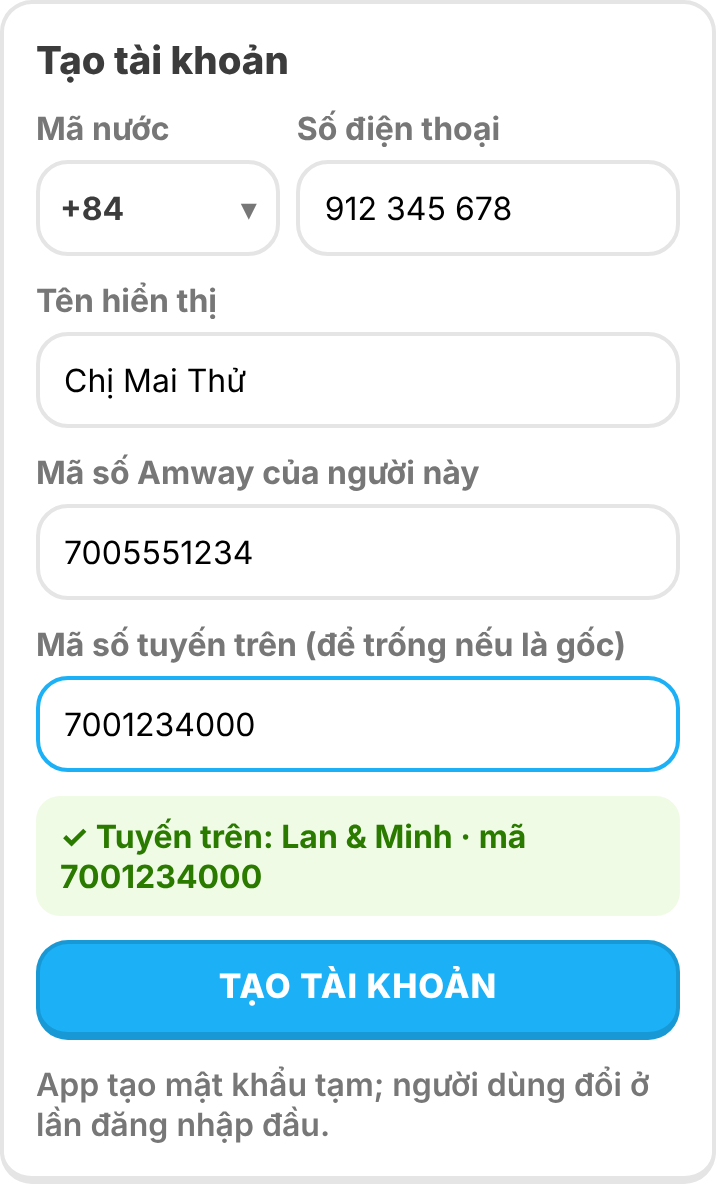 Tạo tài khoản
Mã nước
Số điện thoại
+84 ▼
912 345 678
Tên hiển thị
Chị Mai Thử
Mã số Amway của người này
7005551234
Mã số tuyến trên (để trống nếu là gốc)
7001234000
✓ Tuyến trên: Lan & Minh · mã
7001234000
TẠO TÀI KHOẢN
App tạo mật khẩu tạm; người dùng đổi ở
lần đăng nhập đầu.